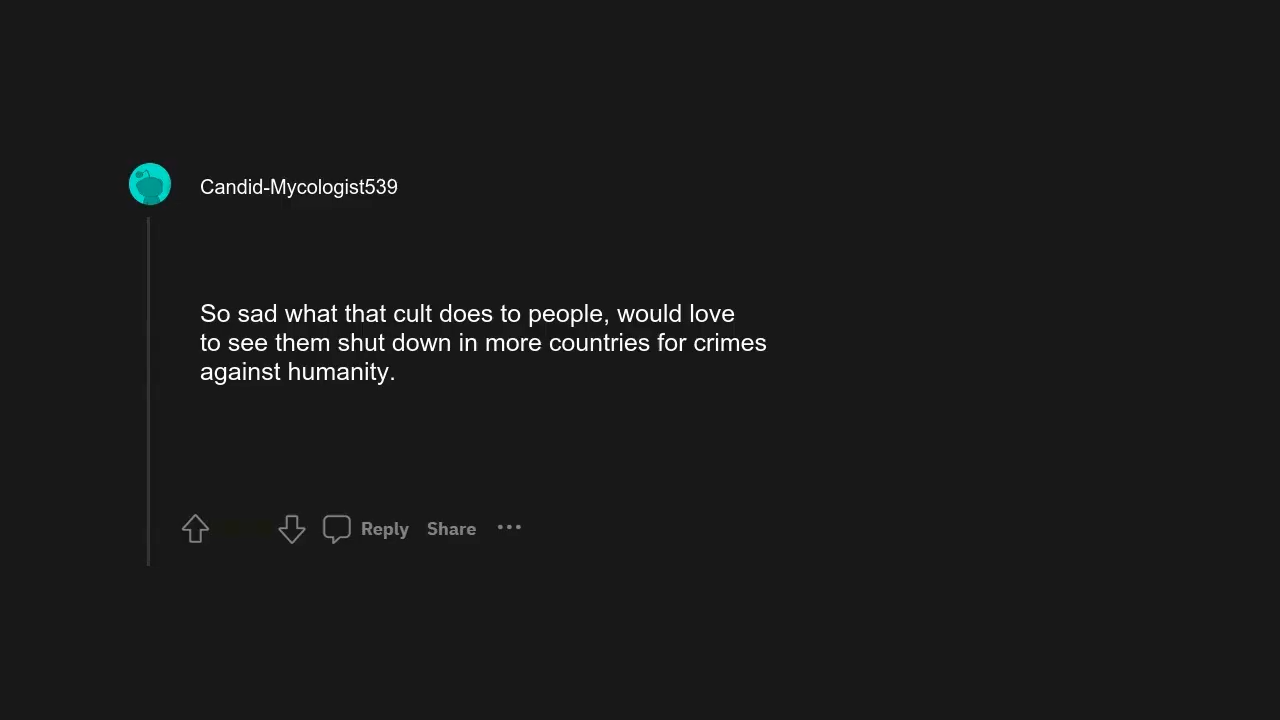 Candid-Mycologist539
So sad what that cult does to people, would love
to see them shut down in more countries for crimes
against humanity.
Reply Share